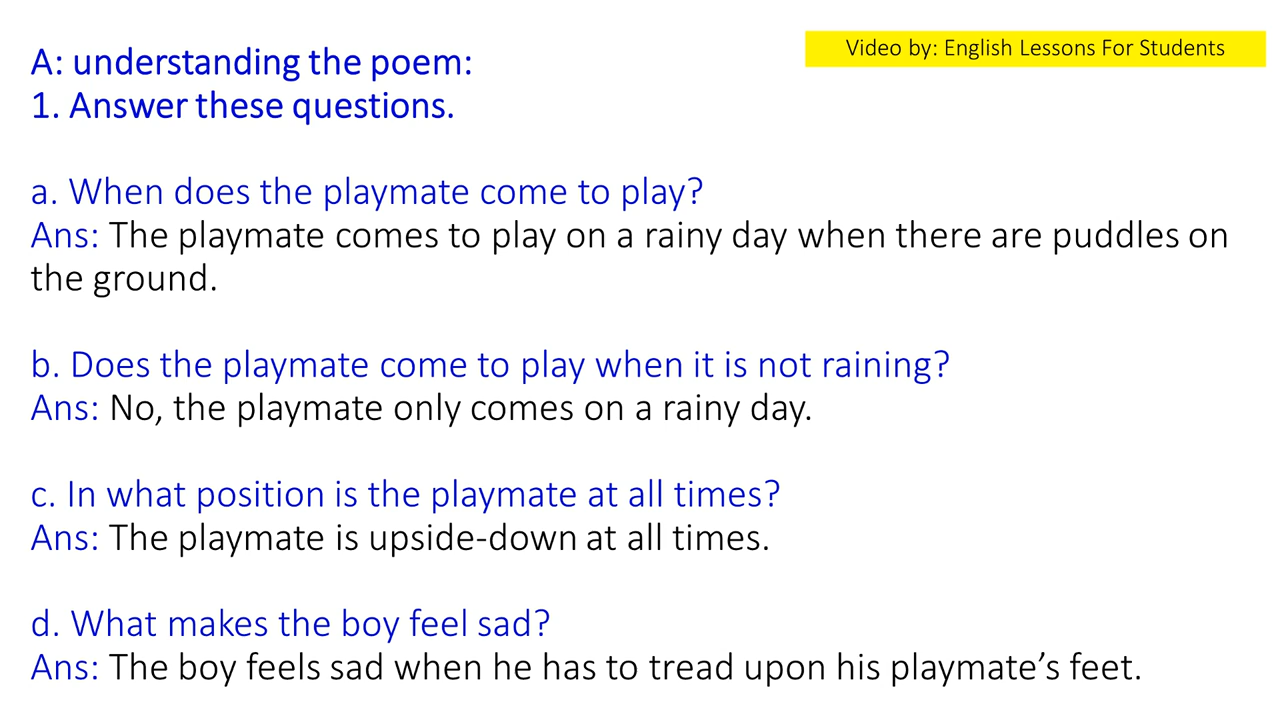 Video by: English Lessons For Students
A: understanding the poem:
1. Answer these questions.
a. When does the playmate come to play?
Ans: The playmate comes to play on a rainy day when there are puddles on
the ground.
b. Does the playmate come to play when it is not raining?
Ans: No, the playmate only comes on a rainy day.
c. In what position is the playmate at all times?
Ans: The playmate is upside-down at all times.
d. What makes the boy feel sad?
Ans: The boy feels sad when he has to tread upon his playmate’s feet.